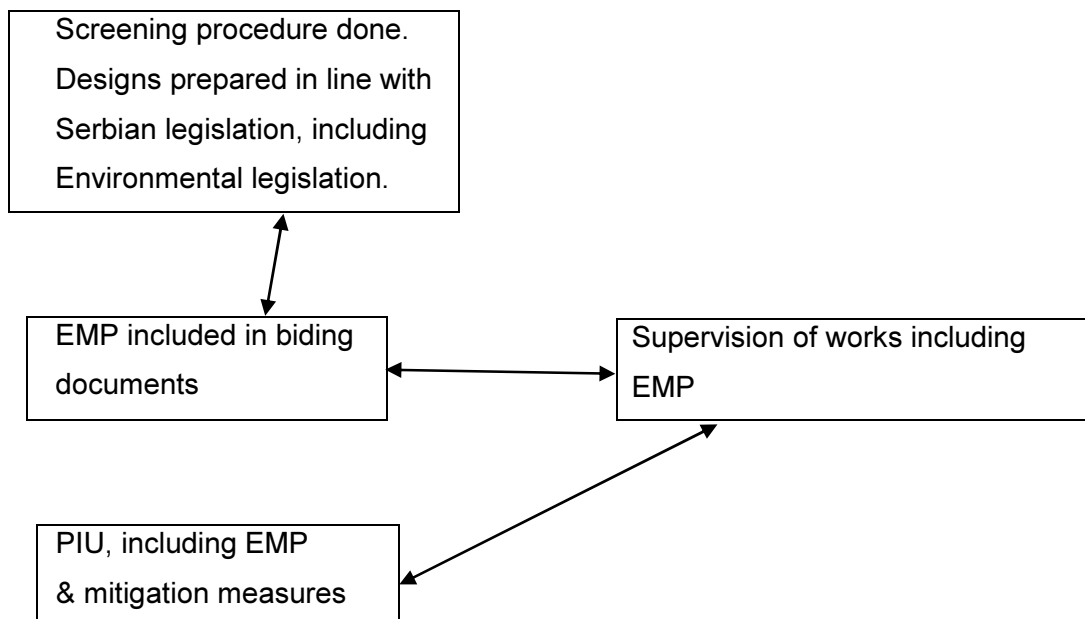 Screening procedure done.
Designs prepared in line with
Serbian legislation, including
Environmental legislation.
EMP included in biding
documents
Supervision of works including
EMP
PIU, including EMP
& mitigation measures